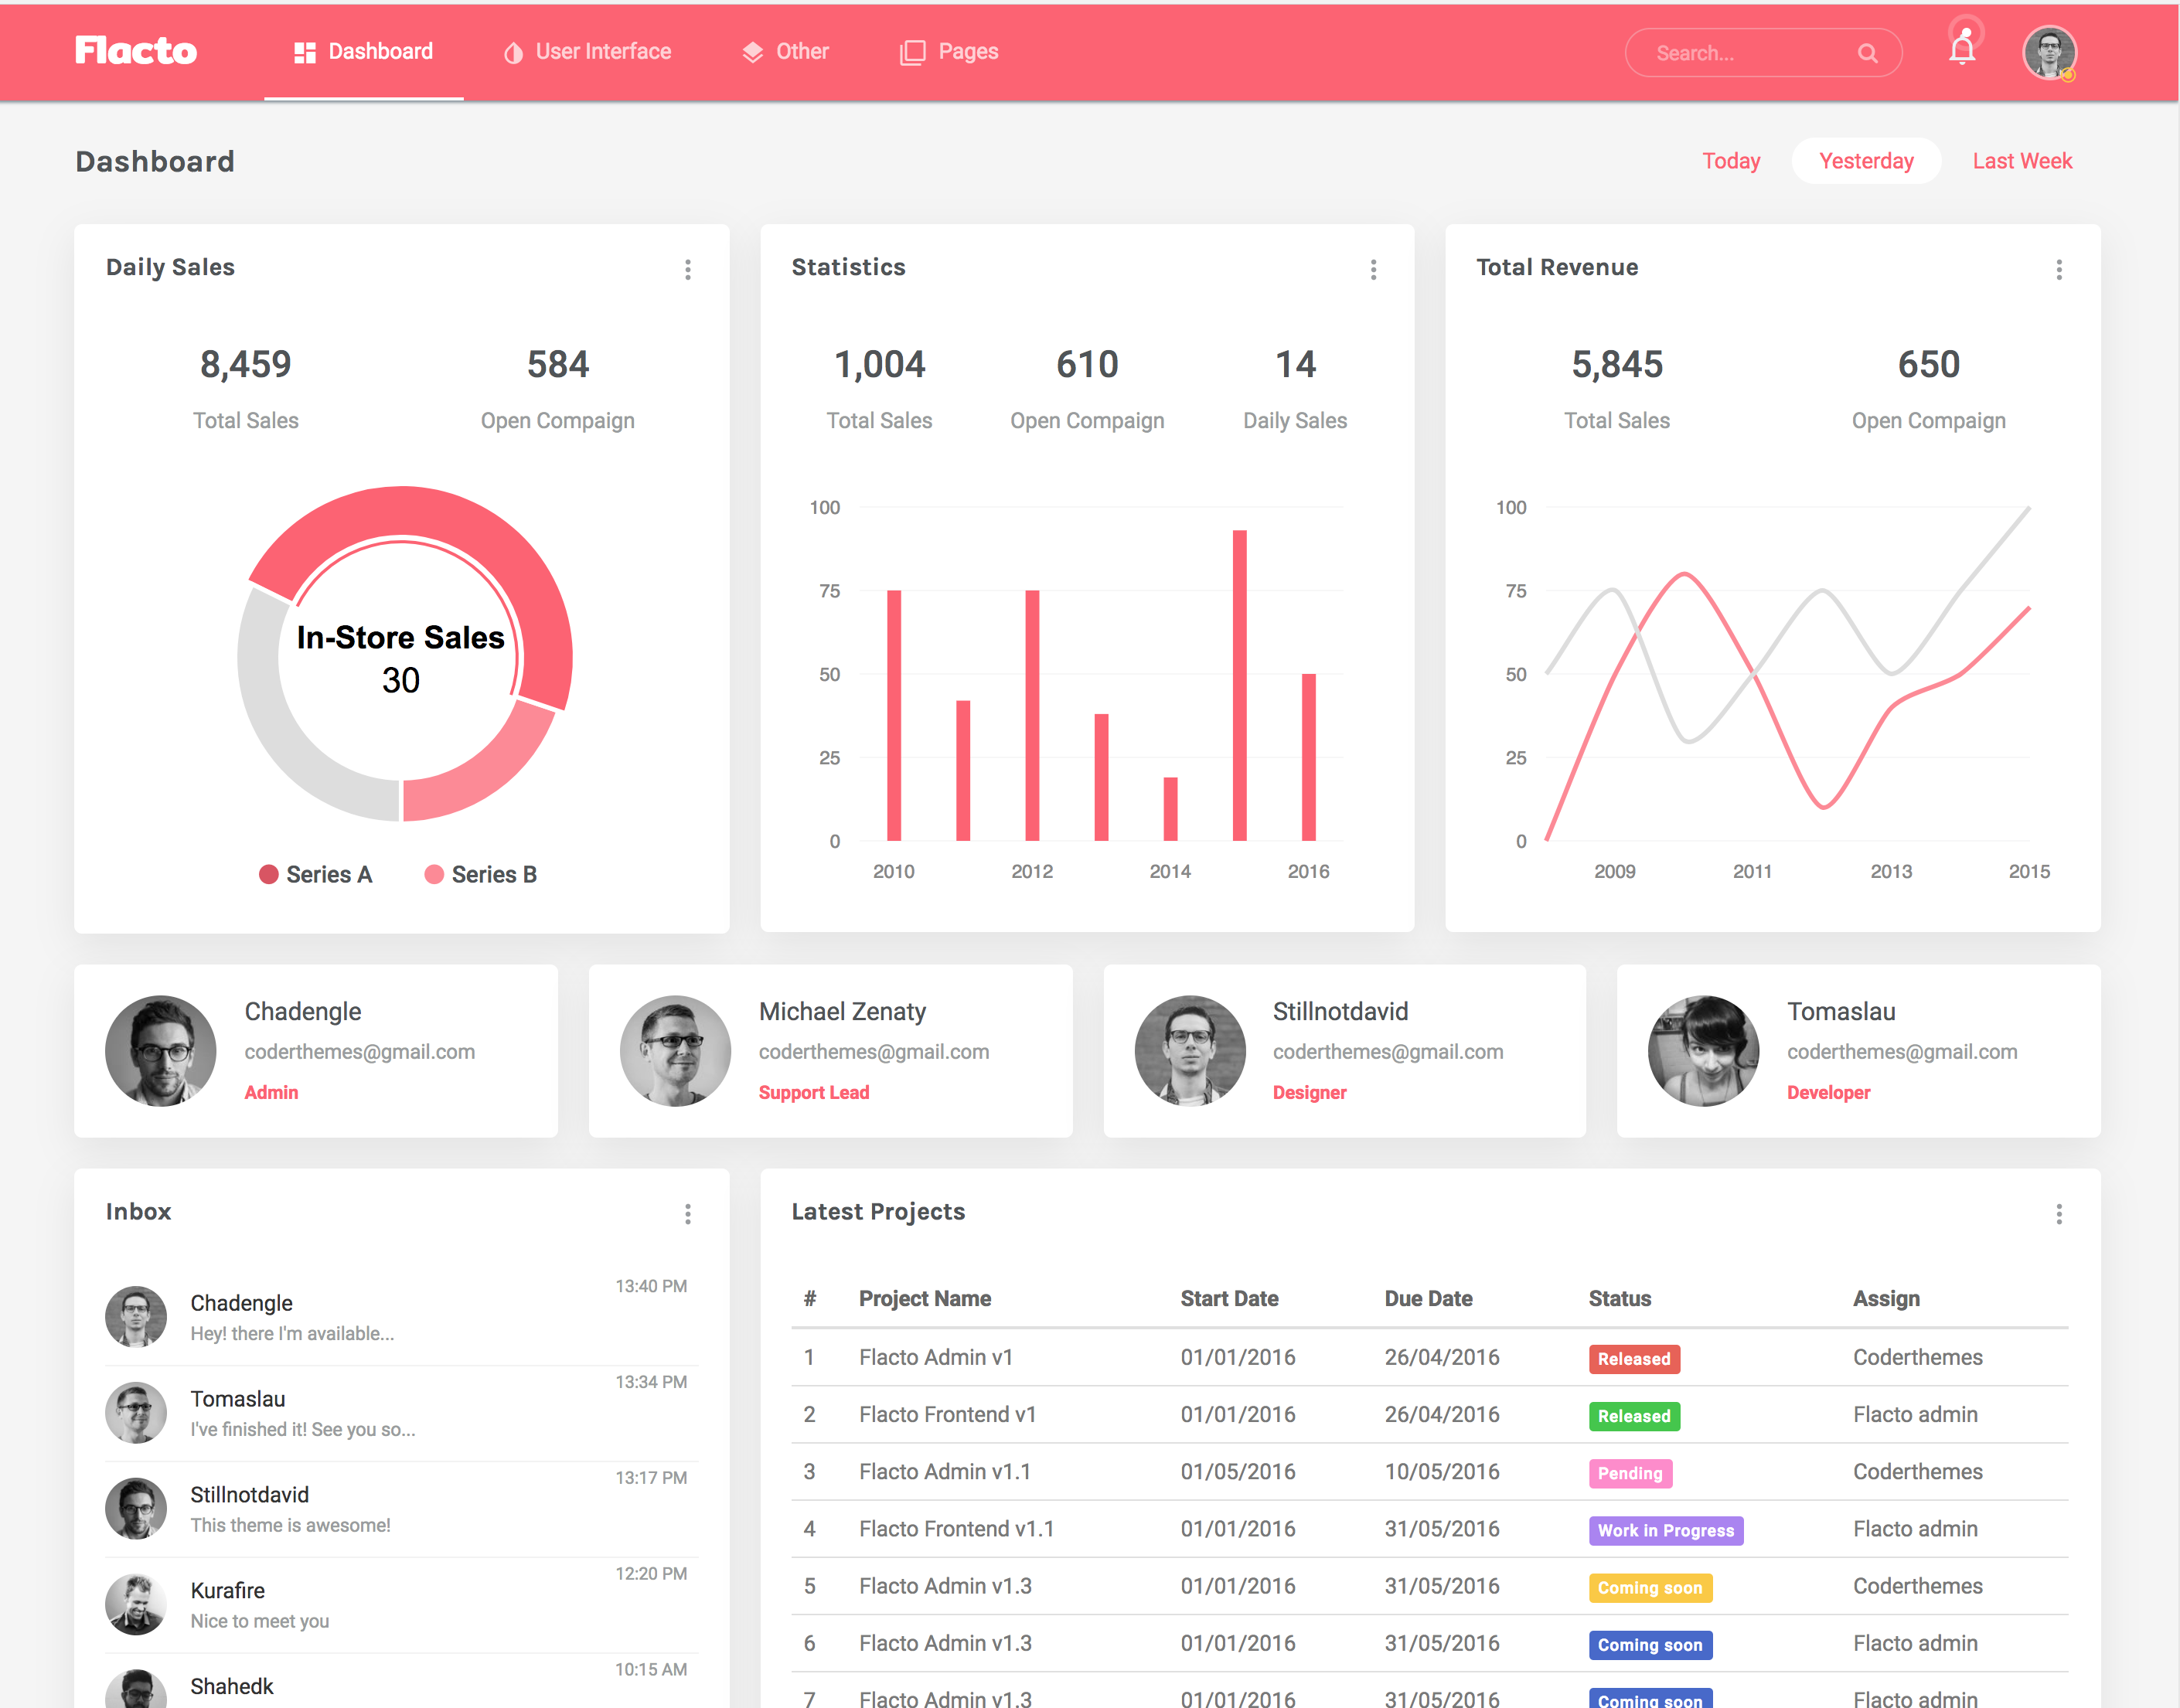 Flacto Dashboard User Interface Other Pages Search...
Dashboard Today Yesterday Last Week
Daily Sales
8,459 584
Total Sales Open Compaign
In-Store Sales
30
Series A Series B
Statistics
1,004 610 14
Total Sales Open Compaign Daily Sales
100
75
50
25
0
2010 2012 2014 2016
Total Revenue
5,845 650
Total Sales Open Compaign
100
75
50
25
0
2009 2011 2013 2015
Chadengle
coderthemes@gmail.com
Admin
Michael Zenaty
coderthemes@gmail.com
Support Lead
Stillnotdavid
coderthemes@gmail.com
Designer
Tomaslau
coderthemes@gmail.com
Developer
Inbox
13:40 PM
Chadengle
Hey! there I'm available...
13:34 PM
Tomaslau
I've finished it! See you so...
13:17 PM
Stillnotdavid
This theme is awesome!
12:20 PM
Kurafire
Nice to meet you
10:15 AM
Shahedk
Latest Projects
# Project Name Start Date Due Date Status Assign
1 Flacto Admin v1 01/01/2016 26/04/2016 Released Coderthemes
2 Flacto Frontend v1 01/01/2016 26/04/2016 Released Flacto admin
3 Flacto Admin v1.1 01/05/2016 10/05/2016 Pending Coderthemes
4 Flacto Frontend v1.1 01/01/2016 31/05/2016 Work in Progress Flacto admin
5 Flacto Admin v1.3 01/01/2016 31/05/2016 Coming soon Coderthemes
6 Flacto Admin v1.3 01/01/2016 31/05/2016 Coming soon Flacto admin
7 Flacto Admin v1.3 01/01/2016 31/05/2016 Coming soon Flacto admin